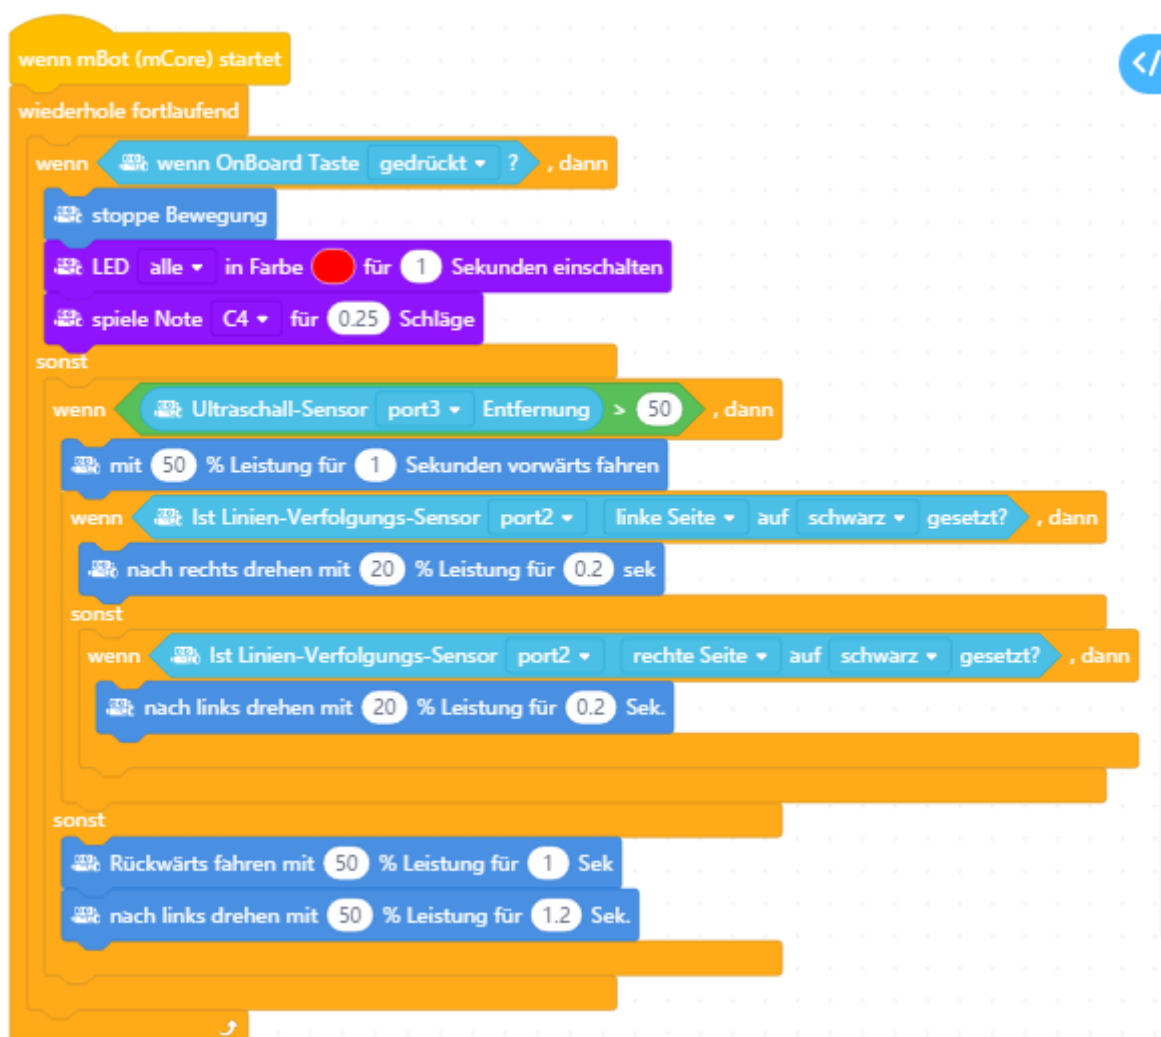 wenn mBot (mCore) startet
</
wiederhole fortlaufend
wenn wenn OnBoard Taste gedrückt ? , dann
stoppe Bewegung
LED alle in Farbe für 1 Sekunden einschalten
spiele Note C4 für 0.25 Schläge
sonst
wenn Ultraschall-Sensor port3 Entfernung > 50 , dann
mit 50 % Leistung für 1 Sekunden vorwärts fahren
wenn Ist Linien-Verfolgungs-Sensor port2 linke Seite auf schwarz gesetzt? , dann
nach rechts drehen mit 20 % Leistung für 0.2 sek
sonst
wenn Ist Linien-Verfolgungs-Sensor port2 rechte Seite auf schwarz gesetzt? , dann
nach links drehen mit 20 % Leistung für 0.2 Sek.
sonst
Rückwärts fahren mit 50 % Leistung für 1 Sek
nach links drehen mit 50 % Leistung für 1.2 Sek.